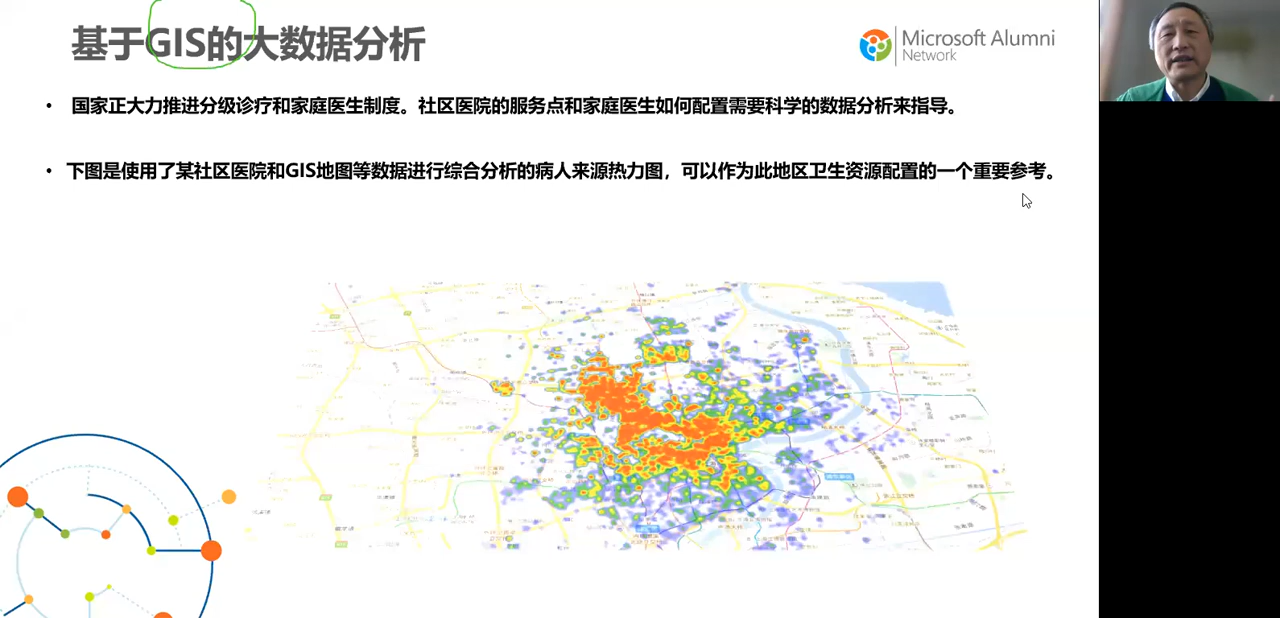 基于GIS的大数据分析
Microsoft Alumni
Network
• 国家正大力推进分级诊疗和家庭医生制度。社区医院的服务点和家庭医生如何配置需要科学的数据分析来指导。
• 下图是使用了某社区医院和GIS地图等数据进行综合分析的病人来源热力图，可以作为此地区卫生资源配置的一个重要参考。